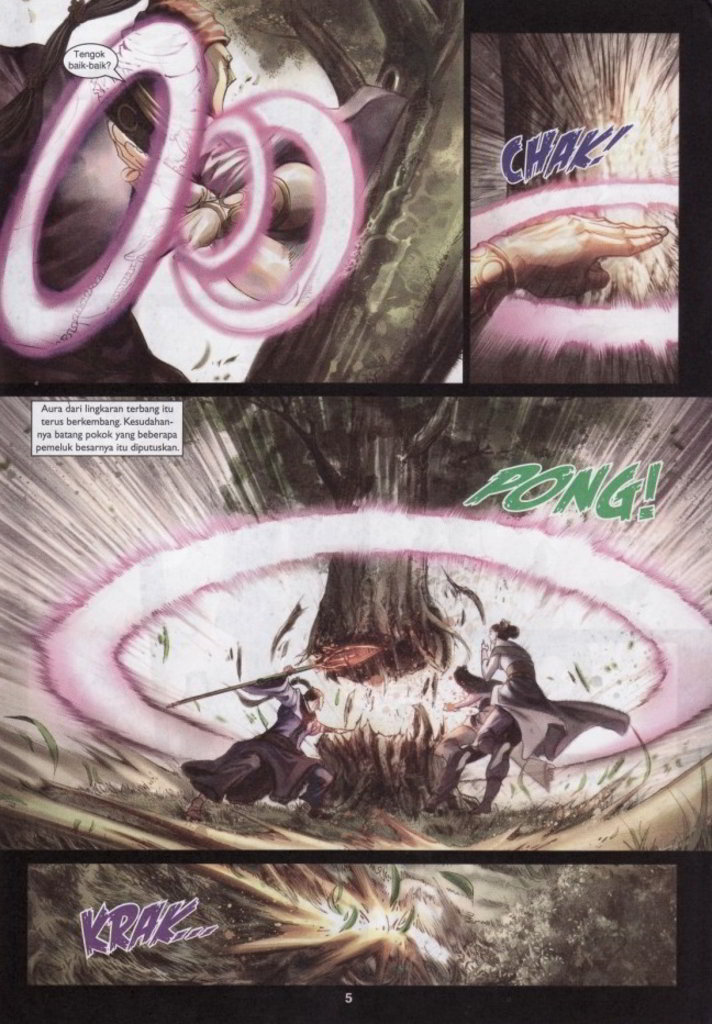 Tengok
baik-baik?
CHAK!
Aura dari lingkaran terbang itu
terus berkembang. Kesudahan-
nya batang pokok yang beberapa
pemeluk besarnya itu diputuskan.
PONG!
KRAK...
5